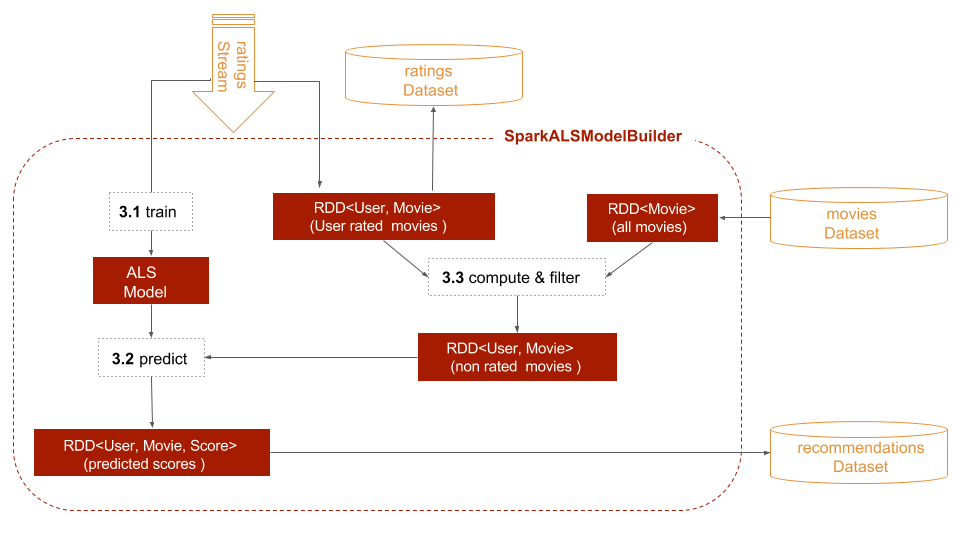 ratings
Stream
ratings
Dataset
SparkALSModelBuilder
3.1 train
RDD<User, Movie>
(User rated movies )
RDD<Movie>
(all movies)
movies
Dataset
ALS
Model
3.3 compute & filter
3.2 predict
RDD<User, Movie>
(non rated movies )
RDD<User, Movie, Score>
(predicted scores )
recommendations
Dataset